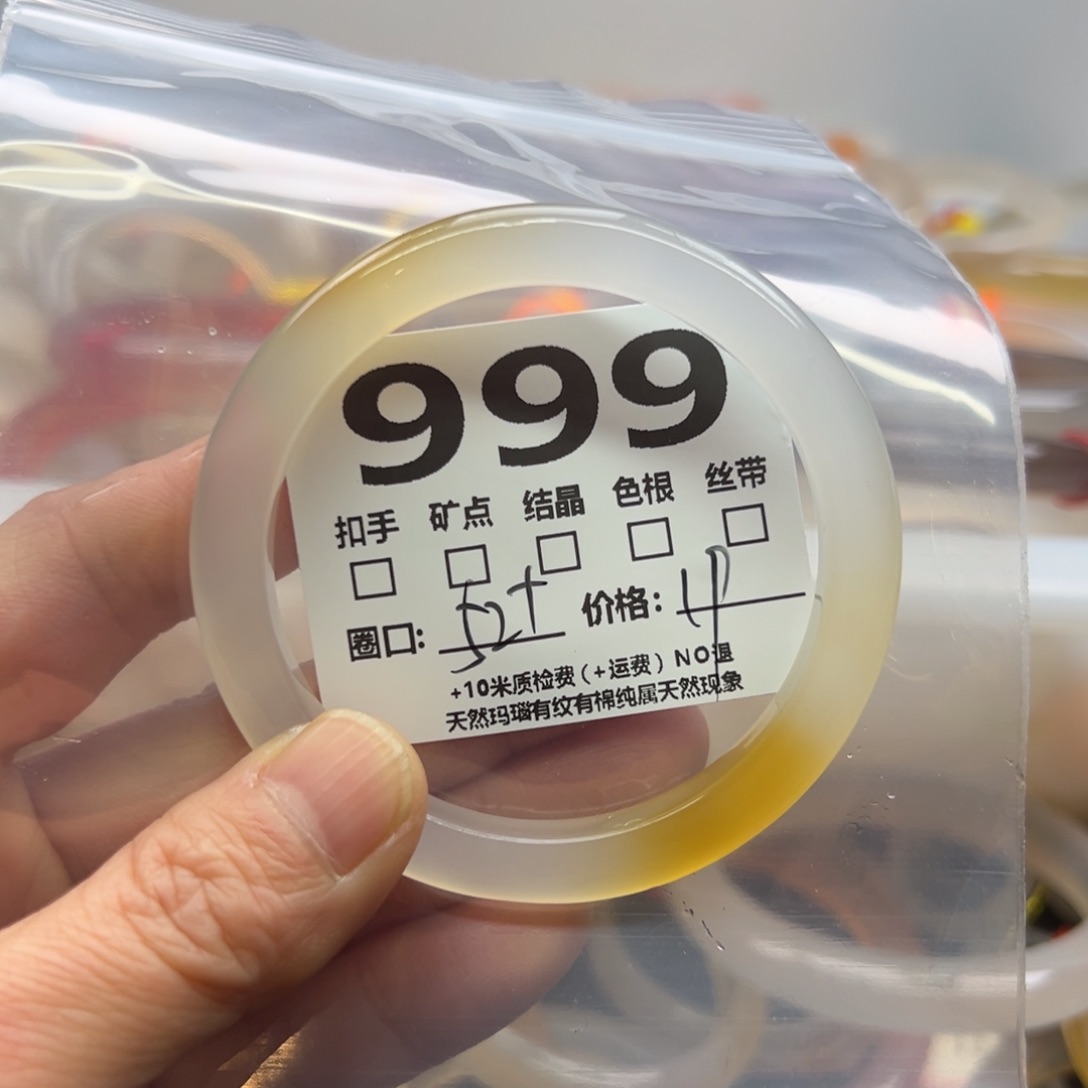 999
扣手 矿点 结晶 色根 丝带
圈口: 52+ 价格:
+10米质检费(+运费)NO退
天然玛瑙有纹有棉纯属天然现象